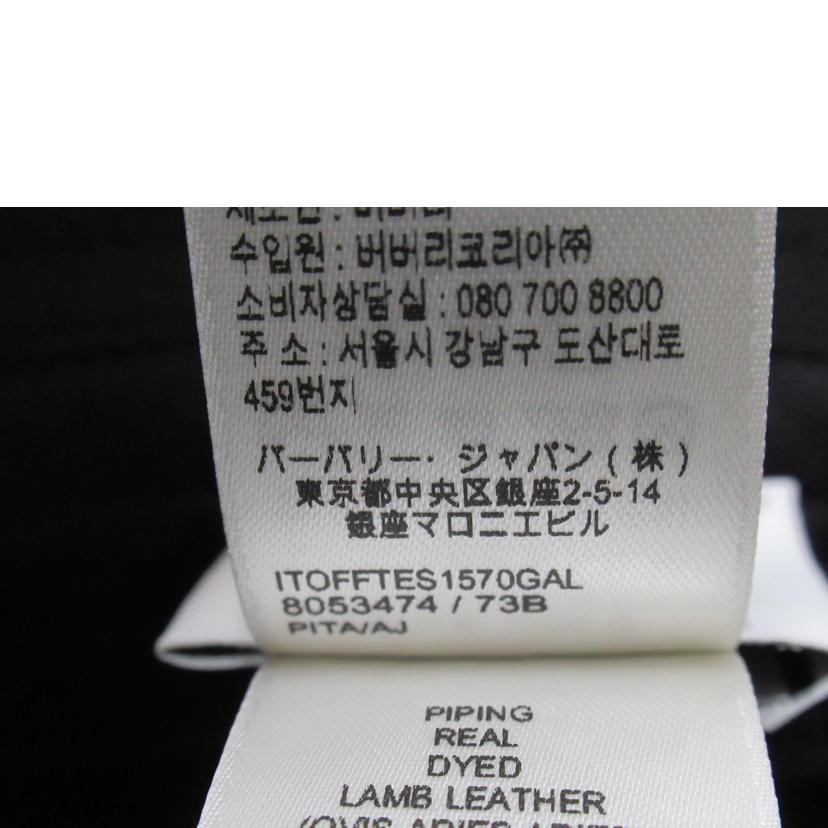 수입원 : 버버리코리아㈜
소비자상담실 : 080 700 8800
주 소 : 서울시 강남구 도산대로
459번지
バーバリー・ジャパン ( 株 )
東京都中央区銀座2-5-14
銀座マロニエビル
ITOFFTES1570GAL
8053474 / 73B
PITA/AJ
PIPING
REAL
DYED
LAMB LEATHER
(OVIS ARIES ARIES)